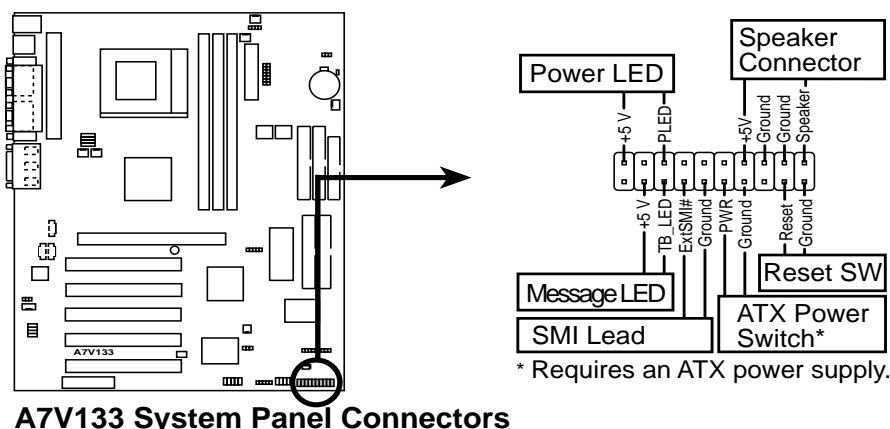 Power LED
Speaker
Connector
+5 V
PLED
+5V
Ground
Ground
Speaker
+5 V
TB_LED
ExtSMI#
Ground
PWR
Ground
Reset
Ground
Reset SW
Message LED
ATX Power
Switch*
SMI Lead
* Requires an ATX power supply.
A7V133
A7V133 System Panel Connectors